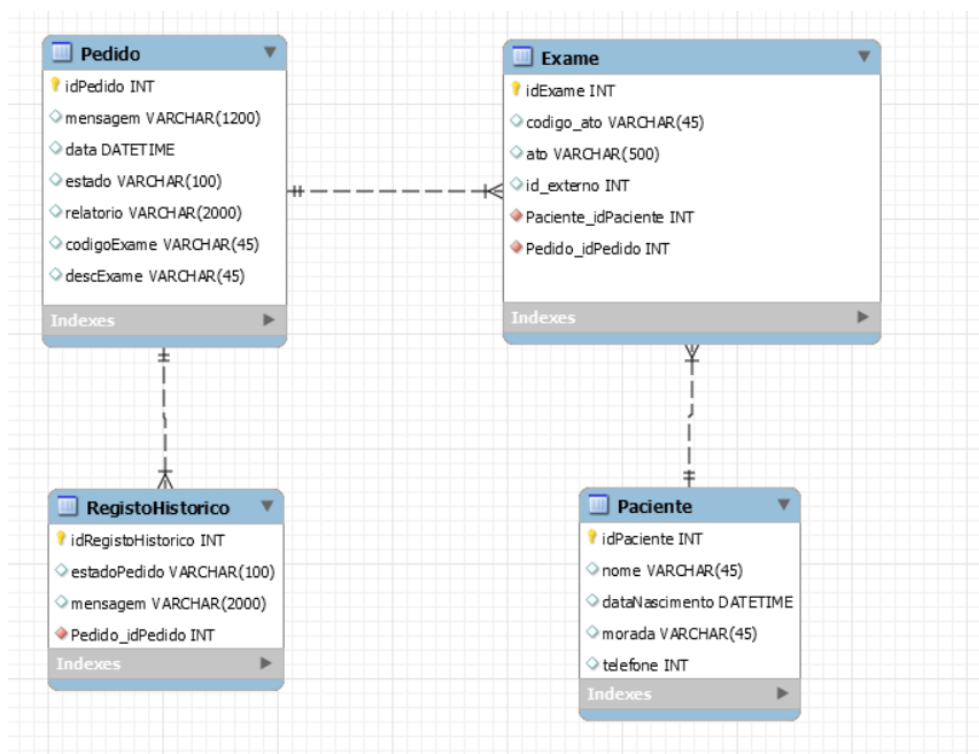 Pedido
idPedido INT
mensagem VARCHAR(1200)
data DATETIME
estado VARCHAR(100)
relatorio VARCHAR(2000)
codigoExame VARCHAR(45)
descExame VARCHAR(45)
Indexes
Exame
idExame INT
codigo_ato VARCHAR(45)
ato VARCHAR(500)
id_externo INT
Paciente_idPaciente INT
Pedido_idPedido INT
Indexes
RegistoHistorico
idRegistoHistorico INT
estadoPedido VARCHAR(100)
mensagem VARCHAR(2000)
Pedido_idPedido INT
Indexes
Paciente
idPaciente INT
nome VARCHAR(45)
dataNascimento DATETIME
morada VARCHAR(45)
telefone INT
Indexes